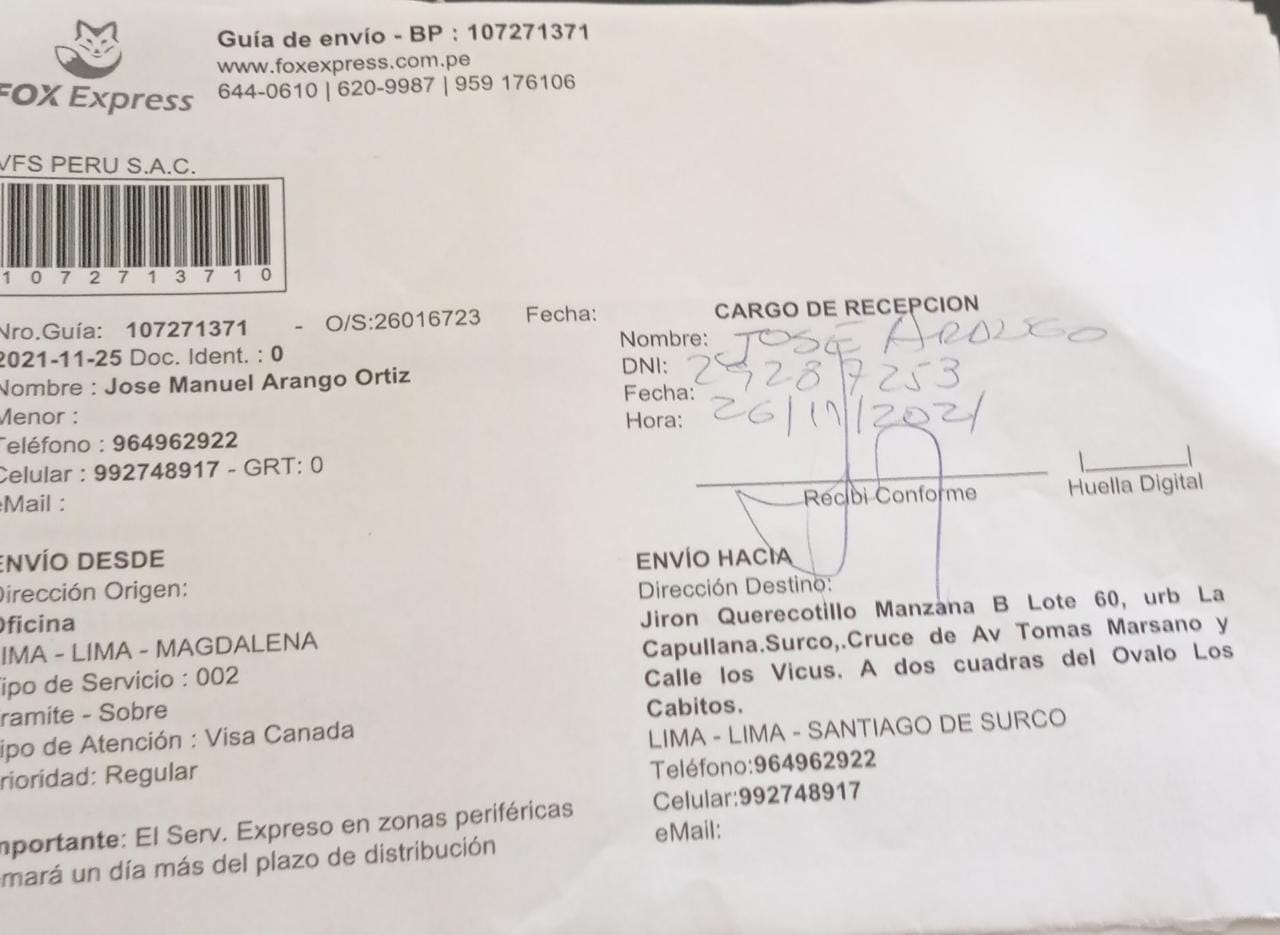 FOX Express
Guía de envío - BP : 107271371
www.foxexpress.com.pe
644-0610 | 620-9987 | 959 176106
VFS PERU S.A.C.
1 0 7 2 7 1 3 7 1 0
Nro.Guía: 107271371 - O/S:26016723 Fecha:
2021-11-25 Doc. Ident. : 0
Nombre : Jose Manuel Arango Ortiz
Menor :
Teléfono : 964962922
Celular : 992748917 - GRT: 0
eMail :
CARGO DE RECEPCION
Nombre: JOSÉ ARANGO
DNI:
Fecha:
Hora: 26/11/2021
Recibi Conforme
Huella Digital
ENVÍO DESDE
Dirección Origen:
Oficina
LIMA - LIMA - MAGDALENA
Tipo de Servicio : 002
Tramite - Sobre
Tipo de Atención : Visa Canada
Prioridad: Regular
Importante: El Serv. Expreso en zonas periféricas
tomará un día más del plazo de distribución
ENVÍO HACIA
Dirección Destino:
Jiron Querecotillo Manzana B Lote 60, urb La
Capullana.Surco,.Cruce de Av Tomas Marsano y
Calle los Vicus. A dos cuadras del Ovalo Los
Cabitos.
LIMA - LIMA - SANTIAGO DE SURCO
Teléfono:964962922
Celular:992748917
eMail: